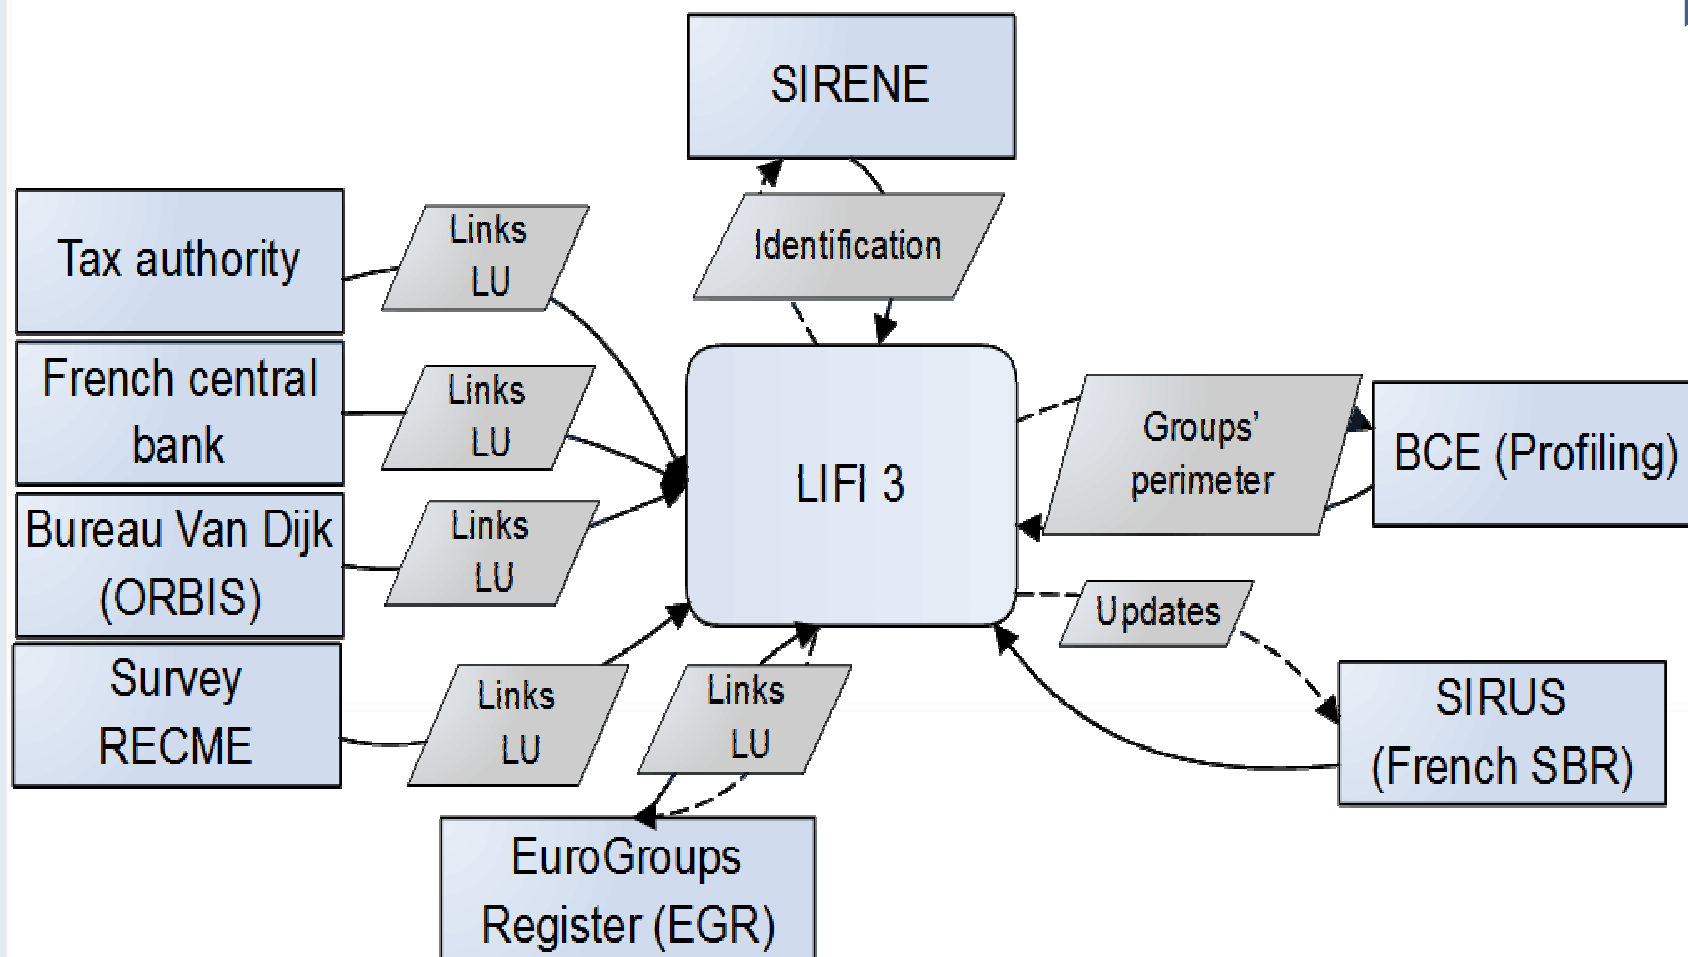 SIRENE
Identification
Tax authority
Links
LU
French central
bank
Links
LU
Bureau Van Dijk
(ORBIS)
Links
LU
Survey
RECME
Links
LU
LIFI 3
Groups’
perimeter
BCE (Profiling)
Updates
SIRUS
(French SBR)
Links
LU
EuroGroups
Register (EGR)